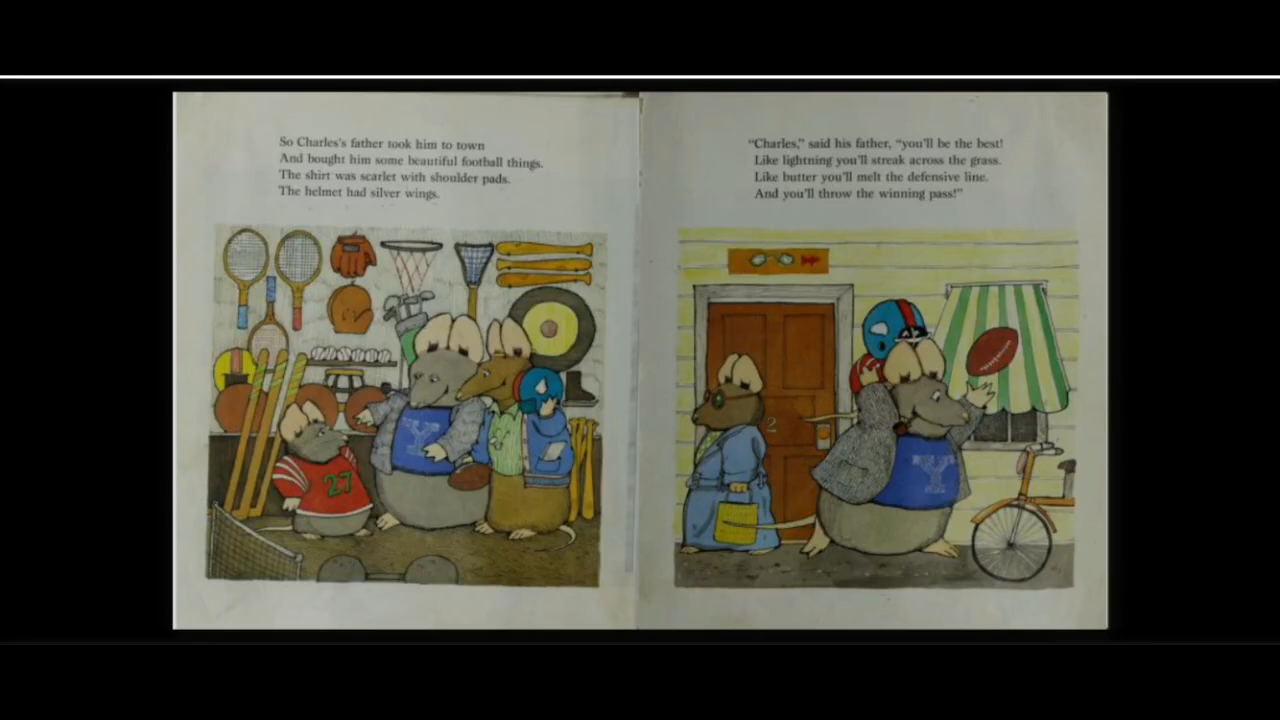 So Charles's father took him to town
And bought him some beautiful football things.
The shirt was scarlet with shoulder pads.
The helmet had silver wings.
27
Y
"Charles," said his father, "you'll be the best!
Like lightning you'll streak across the grass.
Like butter you'll melt the defensive line.
And you'll throw the winning pass!"
2
Y